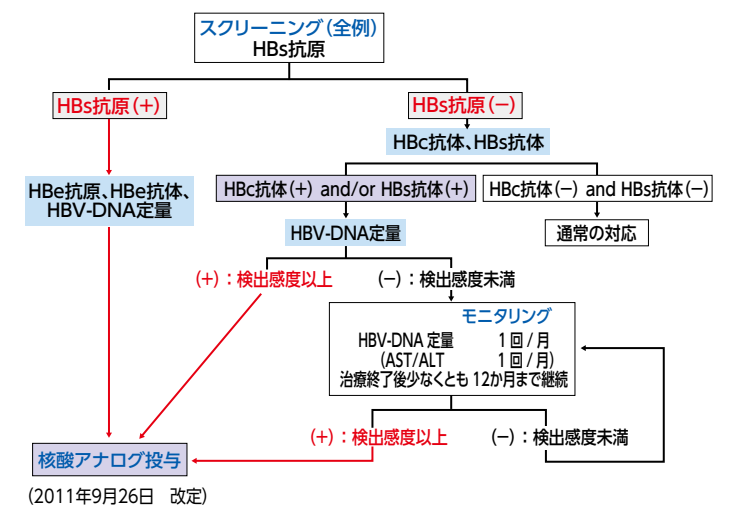 スクリーニング（全例）
HBs抗原
HBs抗原（＋）
HBs抗原（－）
HBc抗体、HBs抗体
HBe抗原、HBe抗体、
HBV-DNA定量
HBc抗体（＋） and/or HBs抗体（＋）
HBc抗体（－） and HBs抗体（－）
HBV-DNA定量
通常の対応
（＋）：検出感度以上
（－）：検出感度未満
モニタリング
HBV-DNA 定量 1 回 / 月
（AST/ALT 1 回 / 月）
治療終了後少なくとも 12か月まで継続
（＋）：検出感度以上
（－）：検出感度未満
核酸アナログ投与
（2011年9月26日　改定）